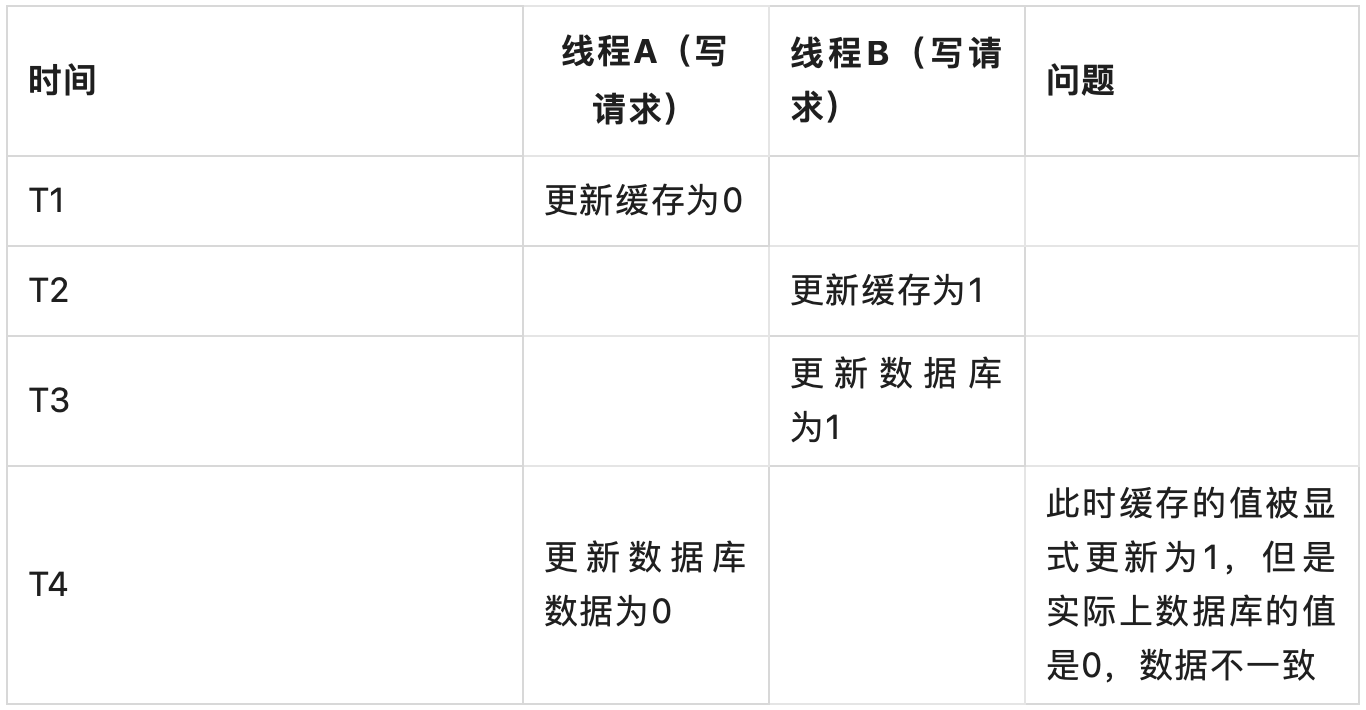 时间
线程A（写
请求）
线程B（写请
求）
问题
T1
更新缓存为0
T2
更新缓存为1
T3
更新数据库
为1
T4
更新数据库
数据为0
此时缓存的值被显
式更新为1，但是
实际上数据库的值
是0，数据不一致